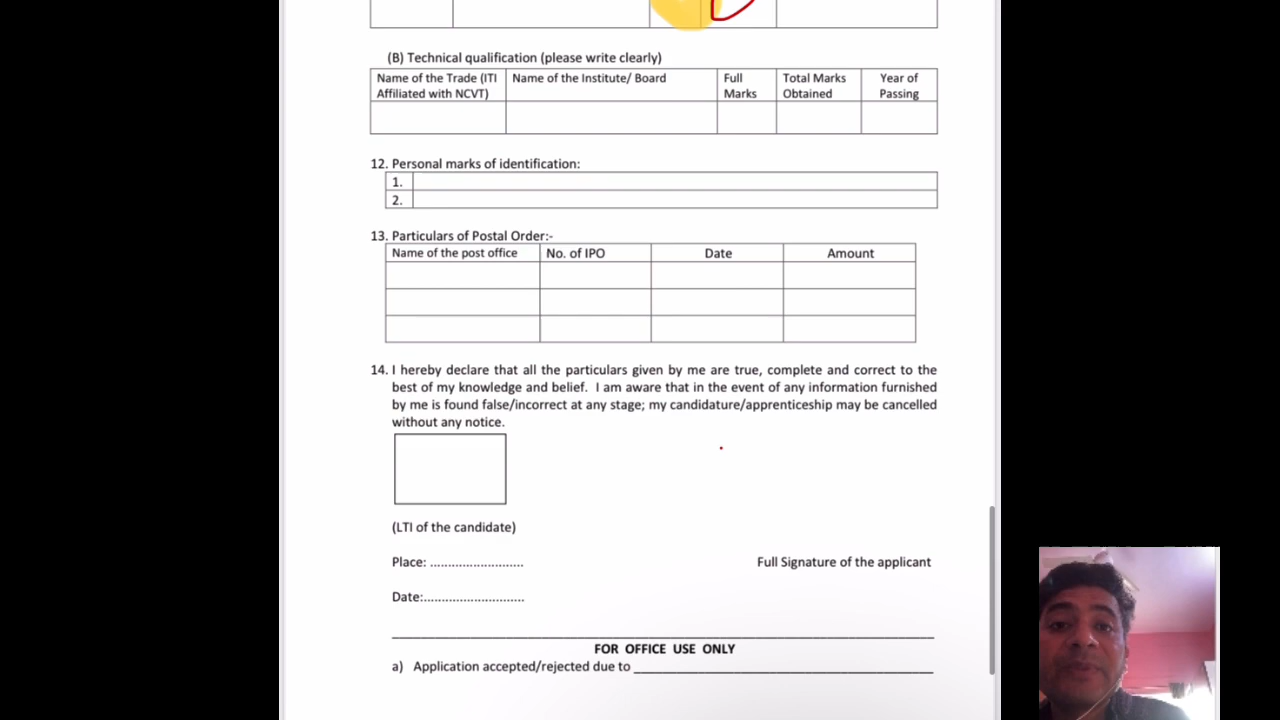 (B) Technical qualification (please write clearly)
Name of the Trade (ITI Affiliated with NCVT) Name of the Institute/ Board Full Marks Total Marks Obtained Year of Passing
12. Personal marks of identification:
1.
2.
13. Particulars of Postal Order:-
Name of the post office No. of IPO Date Amount
14. I hereby declare that all the particulars given by me are true, complete and correct to the
best of my knowledge and belief. I am aware that in the event of any information furnished
by me is found false/incorrect at any stage; my candidature/apprenticeship may be cancelled
without any notice.
(LTI of the candidate)
Place: .......................... Full Signature of the applicant
Date:............................
FOR OFFICE USE ONLY
a) Application accepted/rejected due to ________________________________________